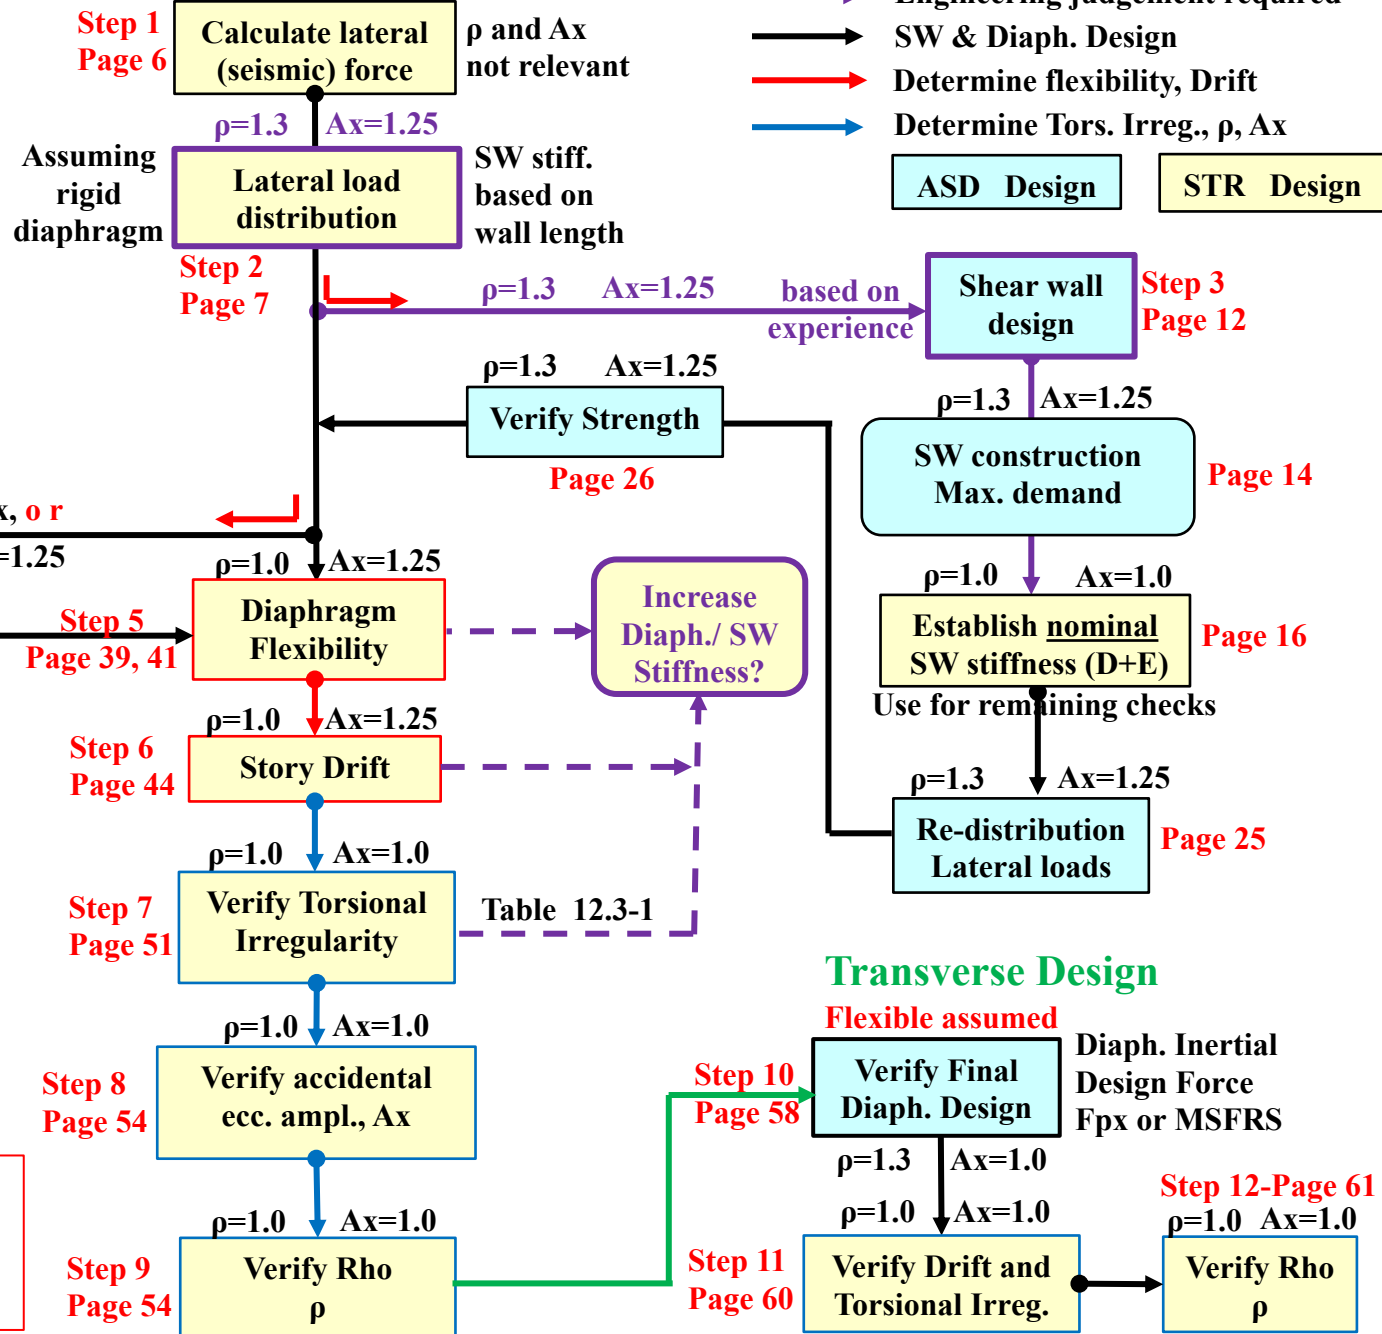 Engineering judgement required
SW & Diaph. Design
Determine flexibility, Drift
Determine Tors. Irreg., ρ, Ax
ASD Design
STR Design
Step 1
Page 6
Calculate lateral
(seismic) force
ρ and Ax
not relevant
ρ=1.3 Ax=1.25
Assuming
rigid
diaphragm
Lateral load
distribution
SW stiff.
based on
wall length
Step 2
Page 7
ρ=1.3 Ax=1.25
based on
experience
Shear wall
design
Step 3
Page 12
ρ=1.3 Ax=1.25
SW construction
Max. demand
Page 14
ρ=1.0 Ax=1.0
Establish nominal
SW stiffness (D+E)
Page 16
Use for remaining checks
ρ=1.3 Ax=1.25
Re-distribution
Lateral loads
Page 25
ρ=1.3 Ax=1.25
Verify Strength
Page 26
x, o r
=1.25
ρ=1.0 Ax=1.25
Step 5
Page 39, 41
Diaphragm
Flexibility
Increase
Diaph./ SW
Stiffness?
ρ=1.0 Ax=1.25
Step 6
Page 44
Story Drift
ρ=1.0 Ax=1.0
Step 7
Page 51
Verify Torsional
Irregularity
Table 12.3-1
ρ=1.0 Ax=1.0
Step 8
Page 54
Verify accidental
ecc. ampl., Ax
ρ=1.0 Ax=1.0
Step 9
Page 54
Verify Rho
ρ
Transverse Design
Flexible assumed
Step 10
Page 58
Verify Final
Diaph. Design
Diaph. Inertial
Design Force
Fpx or MSFRS
ρ=1.3 Ax=1.0
ρ=1.0 Ax=1.0
Step 11
Page 60
Verify Drift and
Torsional Irreg.
Step 12-Page 61
ρ=1.0 Ax=1.0
Verify Rho
ρ